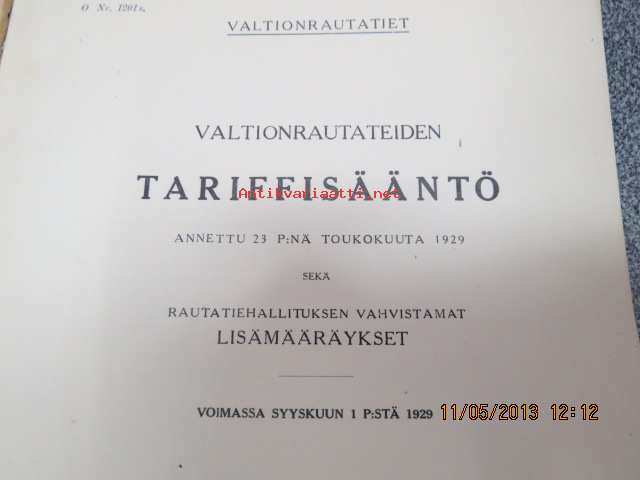 O Nr. 1201 s.
VALTIONRAUTATIET
VALTIONRAUTATEIDEN
TARIFFISÄÄNTÖ
Antikvariaatti.net
ANNETTU 23 P:NÄ TOUKOKUUTA 1929
SEKÄ
RAUTATIEHALLITUKSEN VAHVISTAMAT
LISÄMÄÄRÄYKSET
VOIMASSA SYYSKUUN 1 P:STÄ 1929
11/05/2013 12:12